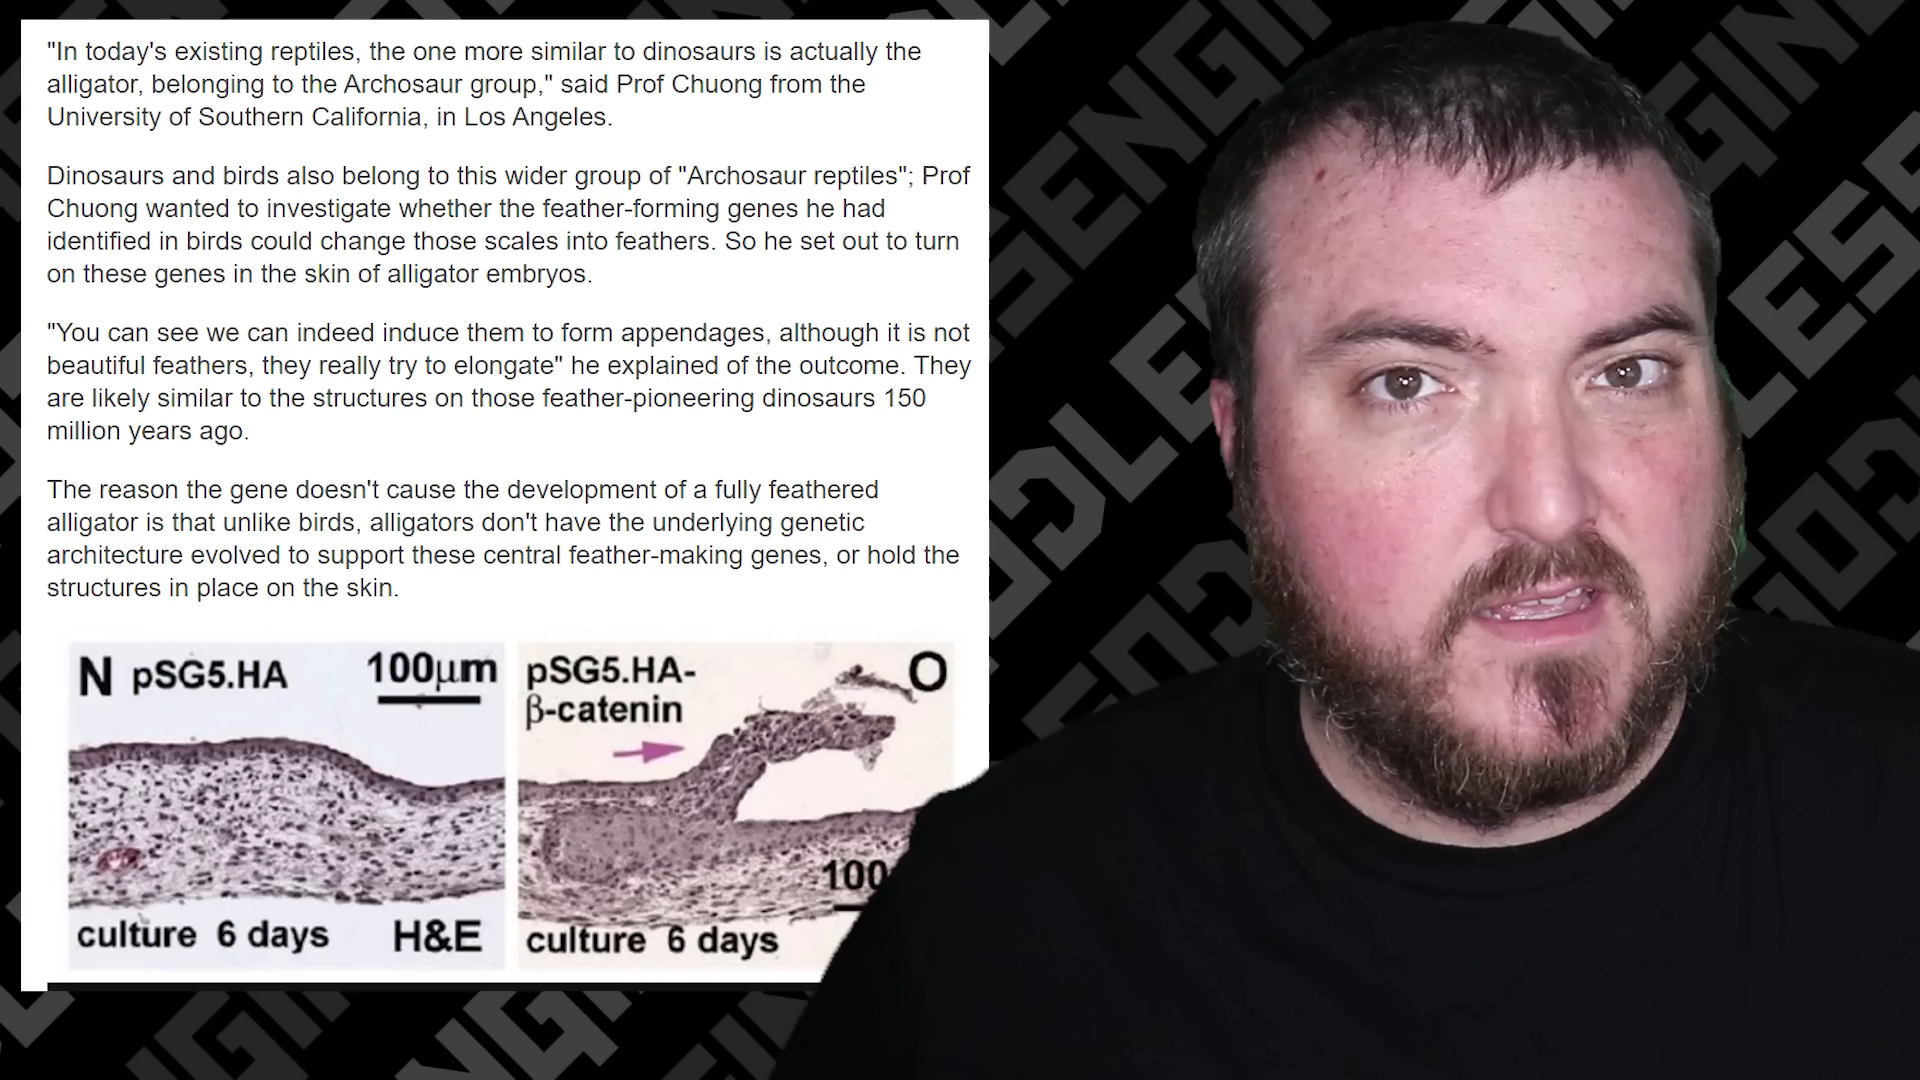 "In today's existing reptiles, the one more similar to dinosaurs is actually the
alligator, belonging to the Archosaur group," said Prof Chuong from the
University of Southern California, in Los Angeles.
Dinosaurs and birds also belong to this wider group of "Archosaur reptiles"; Prof
Chuong wanted to investigate whether the feather-forming genes he had
identified in birds could change those scales into feathers. So he set out to turn
on these genes in the skin of alligator embryos.
"You can see we can indeed induce them to form appendages, although it is not
beautiful feathers, they really try to elongate" he explained of the outcome. They
are likely similar to the structures on those feather-pioneering dinosaurs 150
million years ago.
The reason the gene doesn't cause the development of a fully feathered
alligator is that unlike birds, alligators don't have the underlying genetic
architecture evolved to support these central feather-making genes, or hold the
structures in place on the skin.
N pSG5.HA 100μm
culture 6 days H&E
pSG5.HA- O
β-catenin
100
culture 6 days